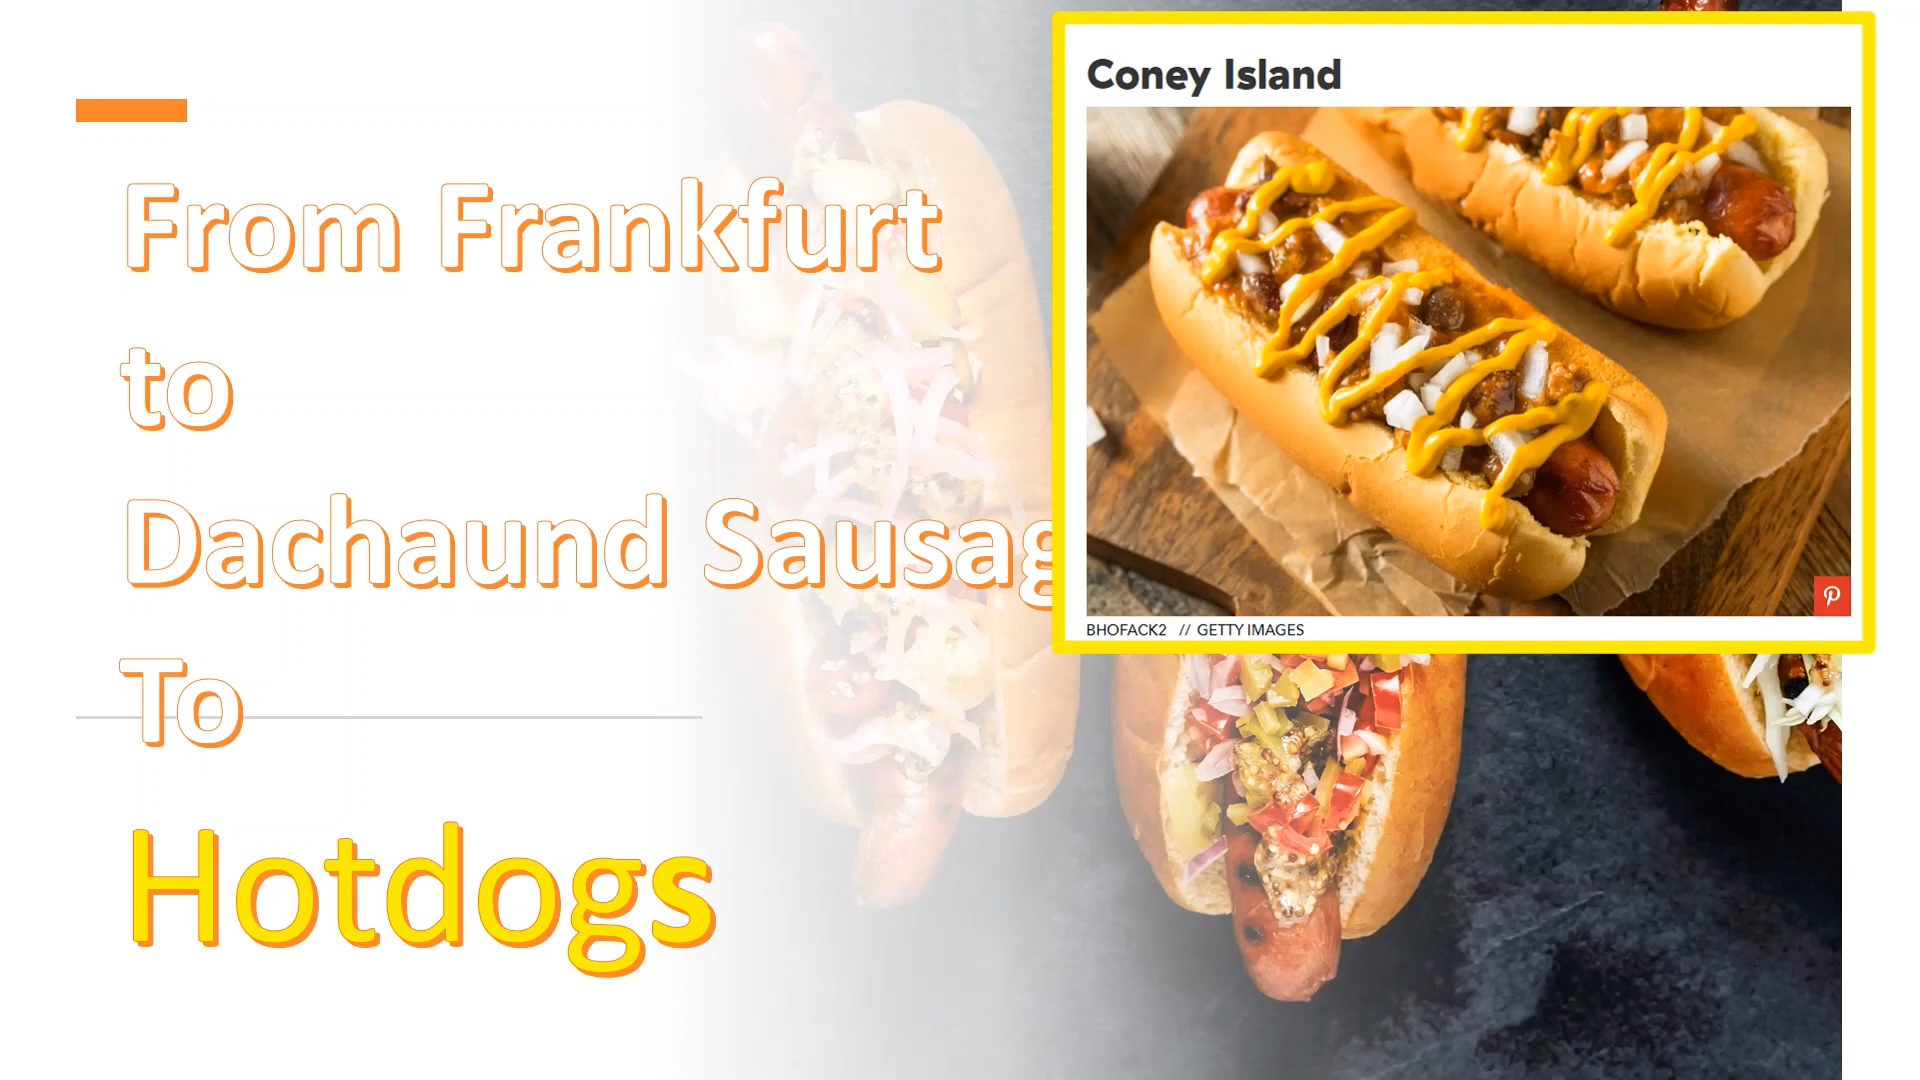 From Frankfurt
to
Dachaund Sausag
To
Hotdogs
Coney Island
BHOFACK2 // GETTY IMAGES